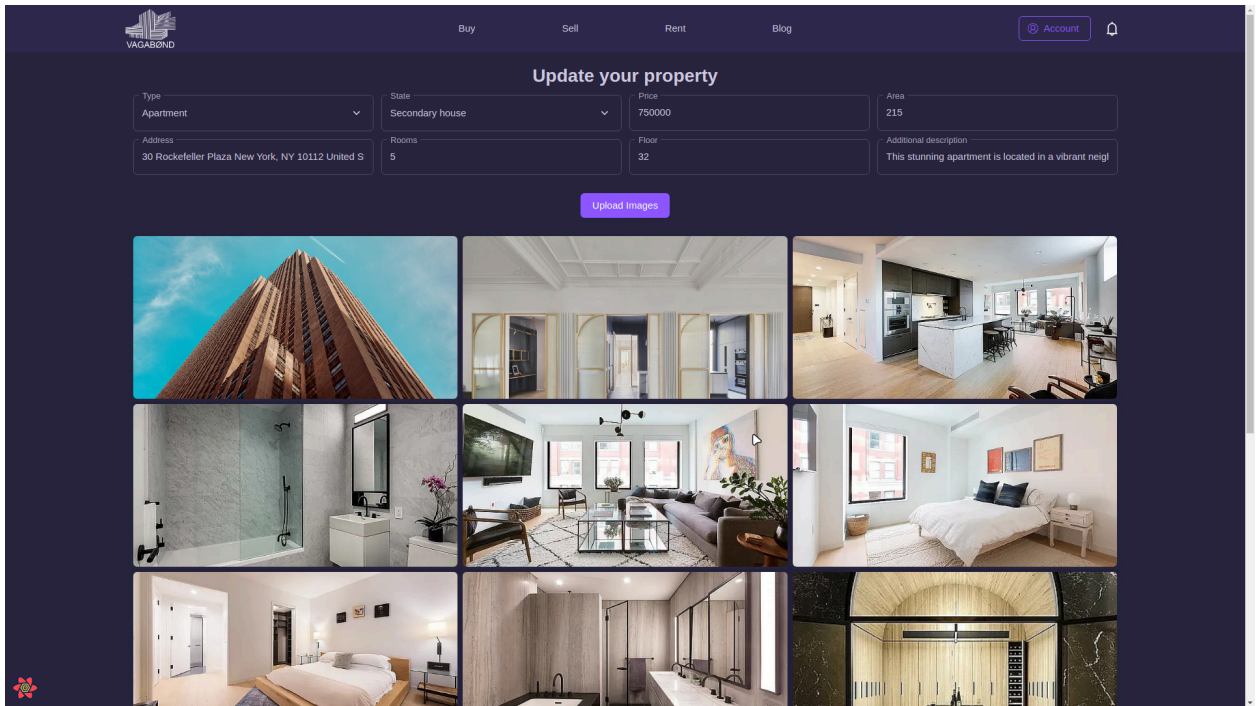 VAGABØND
Buy
Sell
Rent
Blog
Account
Update your property
Type
Apartment
State
Secondary house
Price
750000
Area
215
Address
30 Rockefeller Plaza New York, NY 10112 United S
Rooms
5
Floor
32
Additional description
This stunning apartment is located in a vibrant neigl
Upload Images